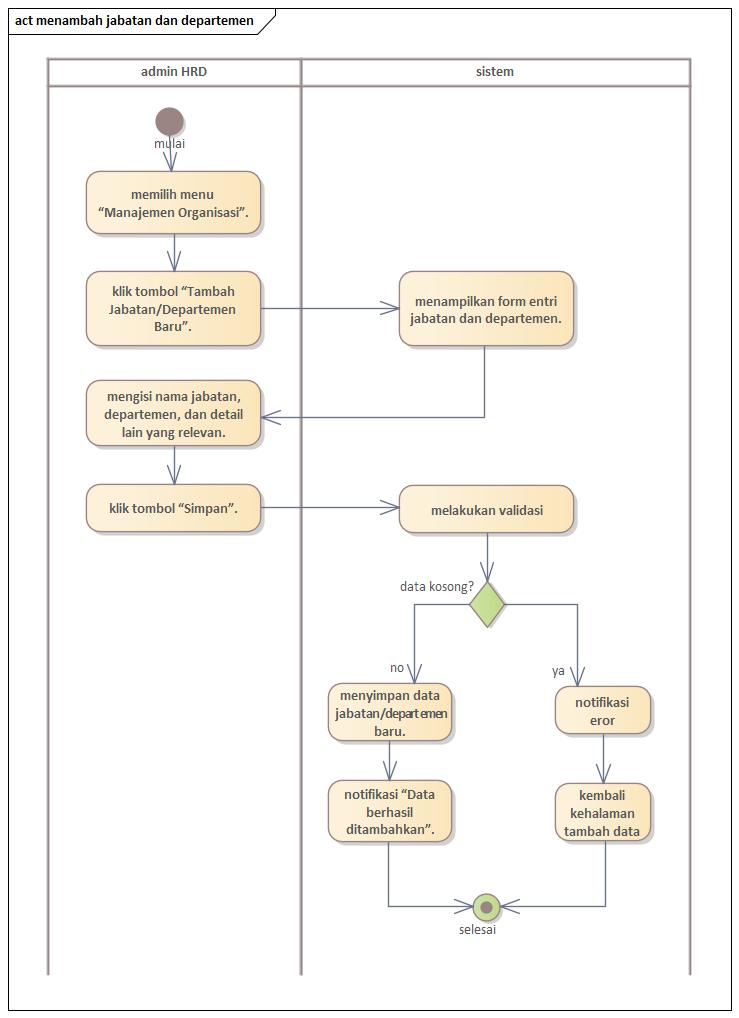 act menambah jabatan dan departemen
admin HRD
sistem
mulai
memilih menu
“Manajemen Organisasi”.
klik tombol “Tambah
Jabatan/Departemen
Baru”.
menampilkan form entri
jabatan dan departemen.
mengisi nama jabatan,
departemen, dan detail
lain yang relevan.
klik tombol “Simpan”.
melakukan validasi
data kosong?
no
ya
menyimpan data
jabatan/departemen
baru.
notifikasi
eror
notifikasi “Data
berhasil
ditambahkan”.
kembali
kehalaman
tambah data
selesai